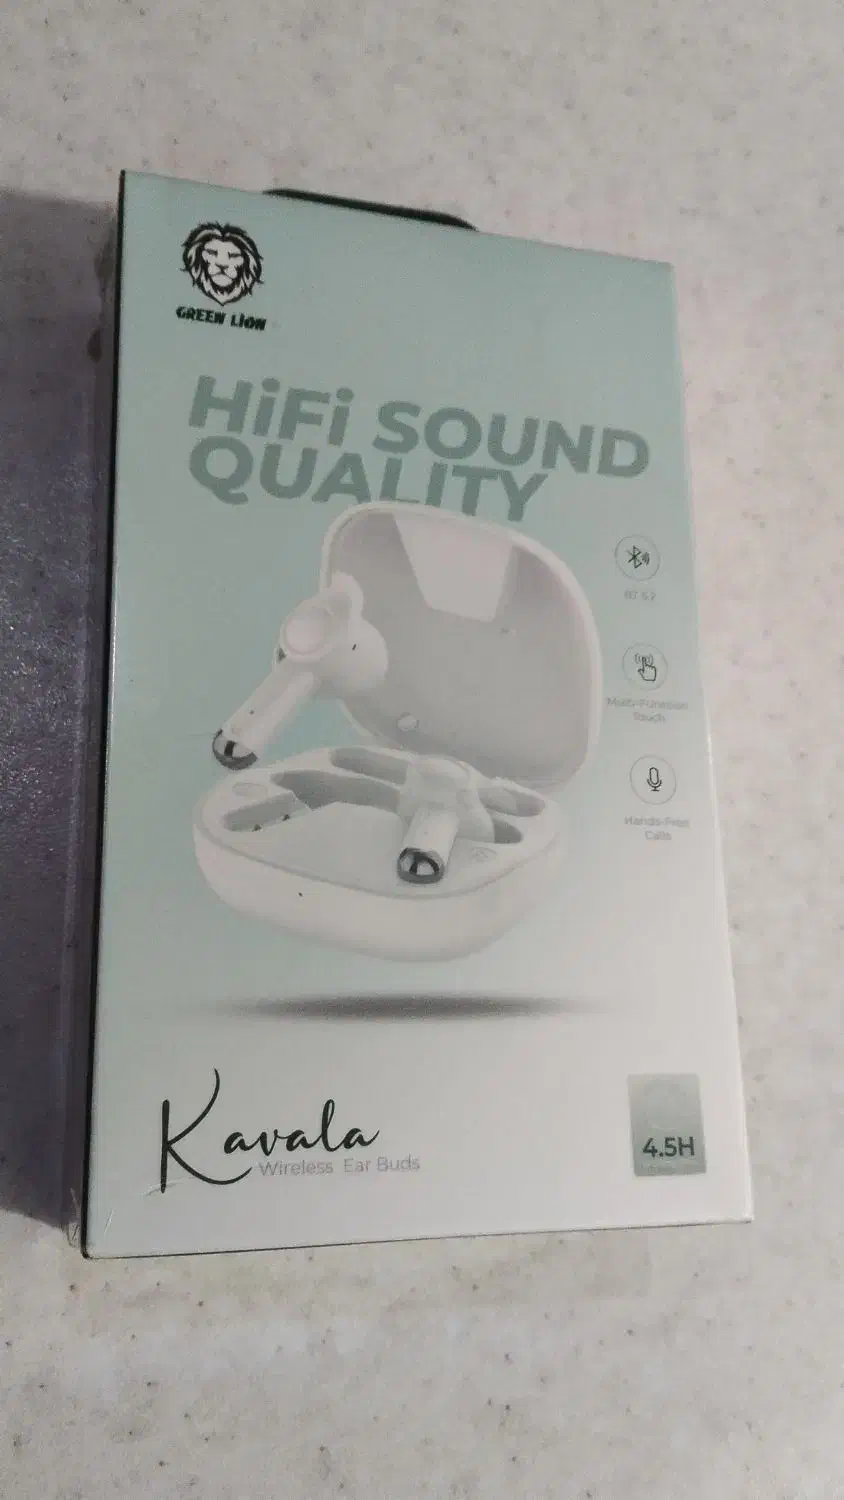 GREEN LION
HiFi SOUND
QUALITY
BT 5.2
Multi-Function
Touch
Hands-Free
Calls
Kavala
Wireless Ear Buds
4.5H